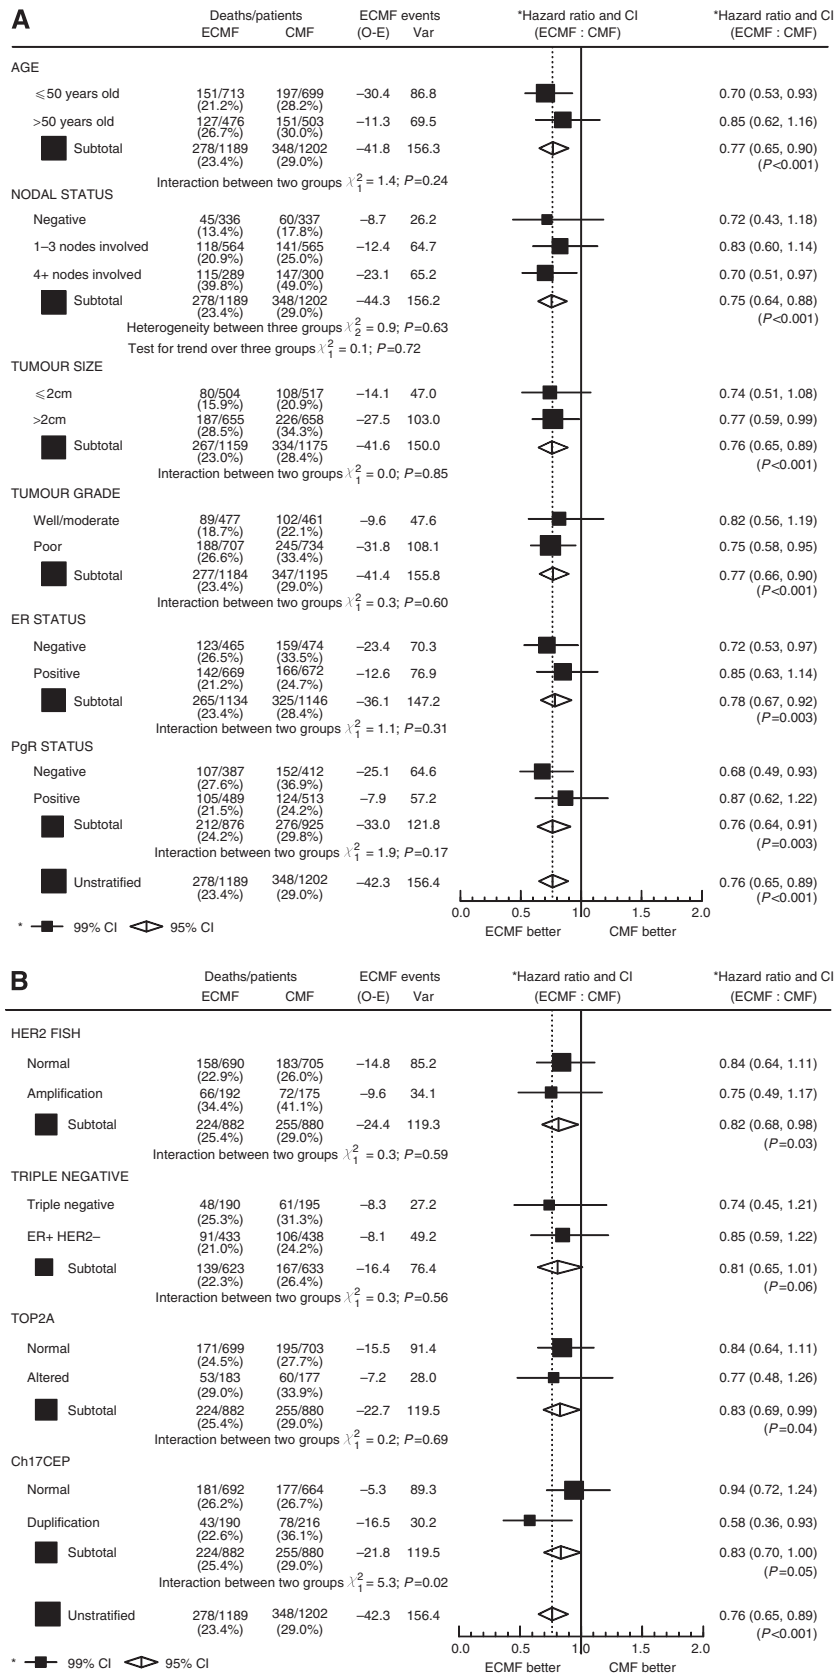 A
Deaths/patients ECMF events *Hazard ratio and CI *Hazard ratio and CI
ECMF CMF (O-E) Var (ECMF : CMF) (ECMF : CMF)
AGE
⩽50 years old 151/713 197/699 –30.4 86.8 0.70 (0.53, 0.93)
(21.2%) (28.2%)
>50 years old 127/476 151/503 –11.3 69.5 0.85 (0.62, 1.16)
(26.7%) (30.0%)
Subtotal 278/1189 348/1202 –41.8 156.3 0.77 (0.65, 0.90)
(23.4%) (29.0%) (P<0.001)
Interaction between two groups χ²₁ = 1.4; P=0.24
NODAL STATUS
Negative 45/336 60/337 –8.7 26.2 0.72 (0.43, 1.18)
(13.4%) (17.8%)
1–3 nodes involved 118/564 141/565 –12.4 64.7 0.83 (0.60, 1.14)
(20.9%) (25.0%)
4+ nodes involved 115/289 147/300 –23.1 65.2 0.70 (0.51, 0.97)
(39.8%) (49.0%)
Subtotal 278/1189 348/1202 –44.3 156.2 0.75 (0.64, 0.88)
(23.4%) (29.0%) (P<0.001)
Heterogeneity between three groups χ²₂ = 0.9; P=0.63
Test for trend over three groups χ²₁ = 0.1; P=0.72
TUMOUR SIZE
⩽2cm 80/504 108/517 –14.1 47.0 0.74 (0.51, 1.08)
(15.9%) (20.9%)
>2cm 187/655 226/658 –27.5 103.0 0.77 (0.59, 0.99)
(28.5%) (34.3%)
Subtotal 267/1159 334/1175 –41.6 150.0 0.76 (0.65, 0.89)
(23.0%) (28.4%) (P<0.001)
Interaction between two groups χ²₁ = 0.0; P=0.85
TUMOUR GRADE
Well/moderate 89/477 102/461 –9.6 47.6 0.82 (0.56, 1.19)
(18.7%) (22.1%)
Poor 188/707 245/734 –31.8 108.1 0.75 (0.58, 0.95)
(26.6%) (33.4%)
Subtotal 277/1184 347/1195 –41.4 155.8 0.77 (0.66, 0.90)
(23.4%) (29.0%) (P<0.001)
Interaction between two groups χ²₁ = 0.3; P=0.60
ER STATUS
Negative 123/465 159/474 –23.4 70.3 0.72 (0.53, 0.97)
(26.5%) (33.5%)
Positive 142/669 166/672 –12.6 76.9 0.85 (0.63, 1.14)
(21.2%) (24.7%)
Subtotal 265/1134 325/1146 –36.1 147.2 0.78 (0.67, 0.92)
(23.4%) (28.4%) (P=0.003)
Interaction between two groups χ²₁ = 1.1; P=0.31
PgR STATUS
Negative 107/387 152/412 –25.1 64.6 0.68 (0.49, 0.93)
(27.6%) (36.9%)
Positive 105/489 124/513 –7.9 57.2 0.87 (0.62, 1.22)
(21.5%) (24.2%)
Subtotal 212/876 276/925 –33.0 121.8 0.76 (0.64, 0.91)
(24.2%) (29.8%) (P=0.003)
Interaction between two groups χ²₁ = 1.9; P=0.17
Unstratified 278/1189 348/1202 –42.3 156.4 0.76 (0.65, 0.89)
(23.4%) (29.0%) (P<0.001)
0.0 0.5 1.0 1.5 2.0
* 99% CI 95% CI ECMF better CMF better
B
Deaths/patients ECMF events *Hazard ratio and CI *Hazard ratio and CI
ECMF CMF (O-E) Var (ECMF : CMF) (ECMF : CMF)
HER2 FISH
Normal 158/690 183/705 –14.8 85.2 0.84 (0.64, 1.11)
(22.9%) (26.0%)
Amplification 66/192 72/175 –9.6 34.1 0.75 (0.49, 1.17)
(34.4%) (41.1%)
Subtotal 224/882 255/880 –24.4 119.3 0.82 (0.68, 0.98)
(25.4%) (29.0%) (P=0.03)
Interaction between two groups χ²₁ = 0.3; P=0.59
TRIPLE NEGATIVE
Triple negative 48/190 61/195 –8.3 27.2 0.74 (0.45, 1.21)
(25.3%) (31.3%)
ER+ HER2– 91/433 106/438 –8.1 49.2 0.85 (0.59, 1.22)
(21.0%) (24.2%)
Subtotal 139/623 167/633 –16.4 76.4 0.81 (0.65, 1.01)
(22.3%) (26.4%) (P=0.06)
Interaction between two groups χ²₁ = 0.3; P=0.56
TOP2A
Normal 171/699 195/703 –15.5 91.4 0.84 (0.64, 1.11)
(24.5%) (27.7%)
Altered 53/183 60/177 –7.2 28.0 0.77 (0.48, 1.26)
(29.0%) (33.9%)
Subtotal 224/882 255/880 –22.7 119.5 0.83 (0.69, 0.99)
(25.4%) (29.0%) (P=0.04)
Interaction between two groups χ²₁ = 0.2; P=0.69
Ch17CEP
Normal 181/692 177/664 –5.3 89.3 0.94 (0.72, 1.24)
(26.2%) (26.7%)
Duplification 43/190 78/216 –16.5 30.2 0.58 (0.36, 0.93)
(22.6%) (36.1%)
Subtotal 224/882 255/880 –21.8 119.5 0.83 (0.70, 1.00)
(25.4%) (29.0%) (P=0.05)
Interaction between two groups χ²₁ = 5.3; P=0.02
Unstratified 278/1189 348/1202 –42.3 156.4 0.76 (0.65, 0.89)
(23.4%) (29.0%) (P<0.001)
0.0 0.5 1.0 1.5 2.0
* 99% CI 95% CI ECMF better CMF better